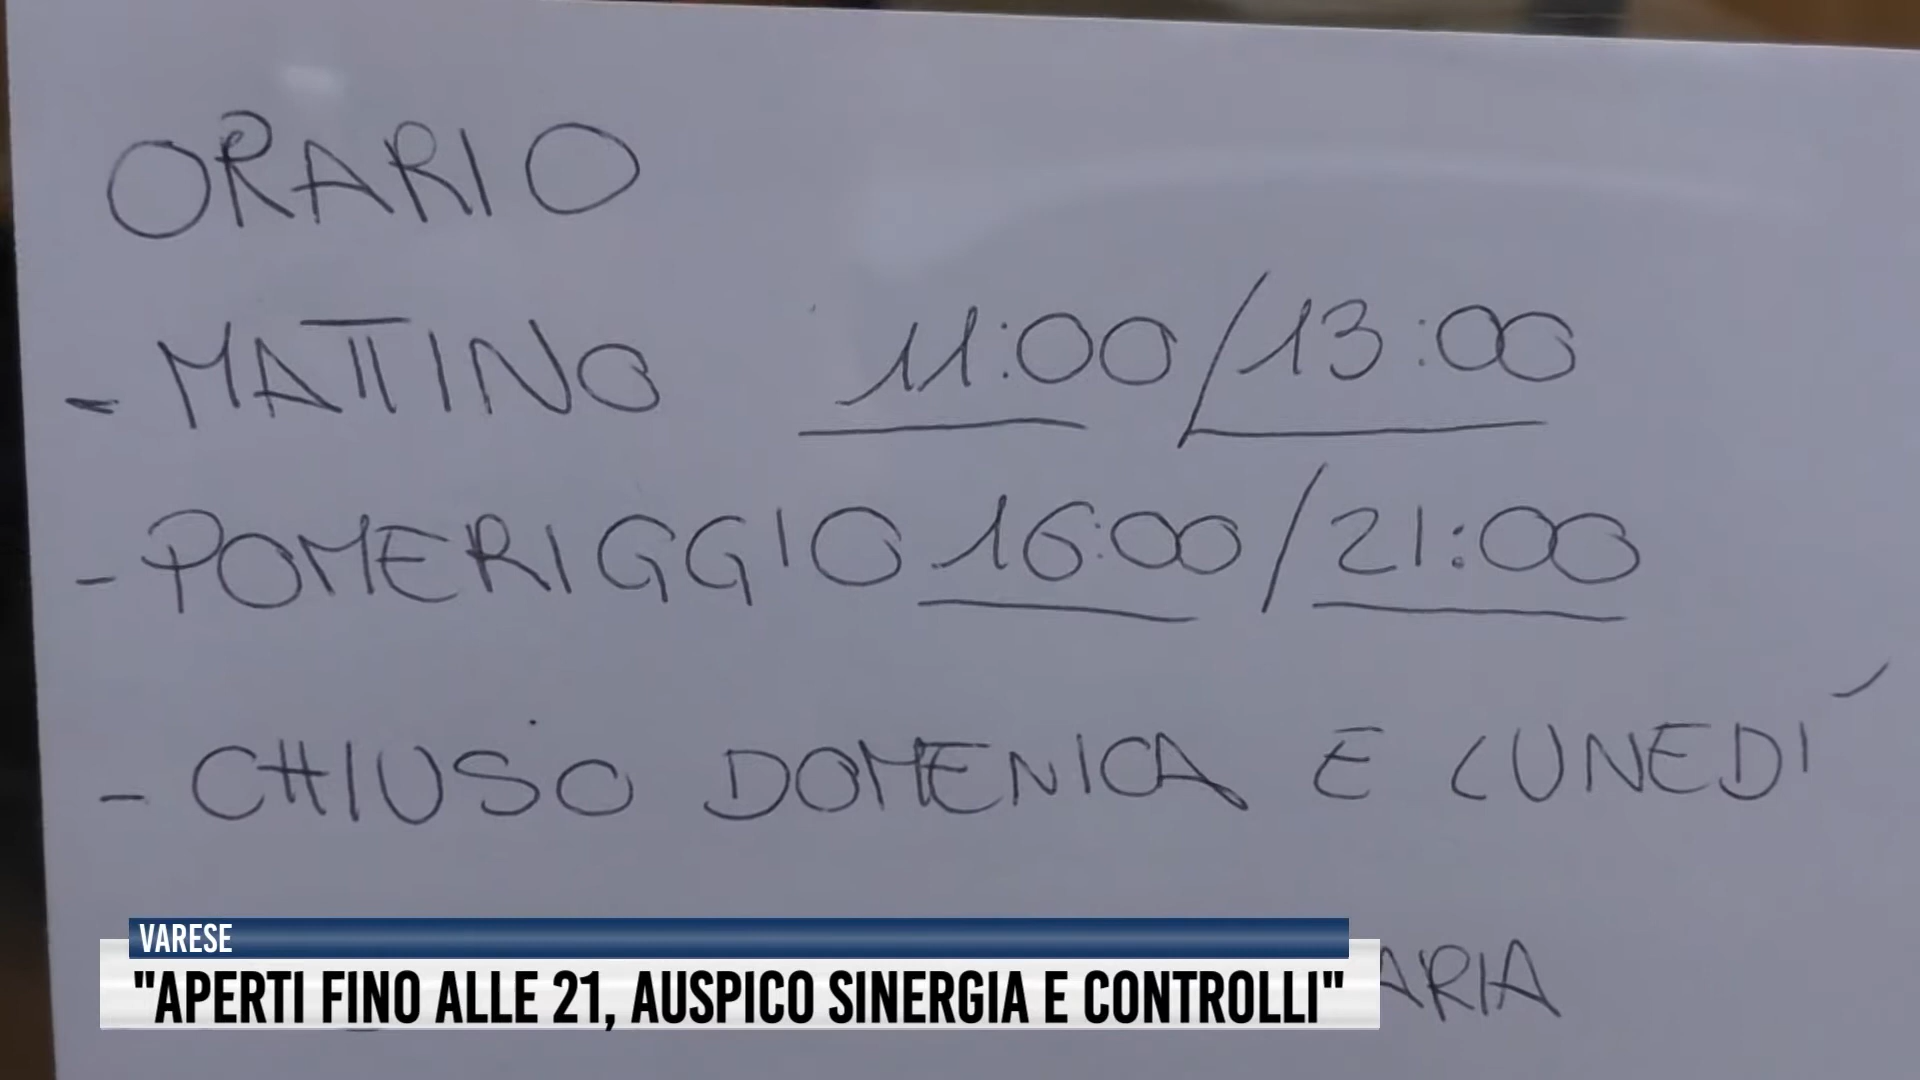 ORARIO
- MATTINO 11:00/13:00
- POMERIGGIO 16:00/21:00
- CHIUSO DOMENICA E LUNEDÌ
VARESE
"APERTI FINO ALLE 21, AUSPICO SINERGIA E CONTROLLI"